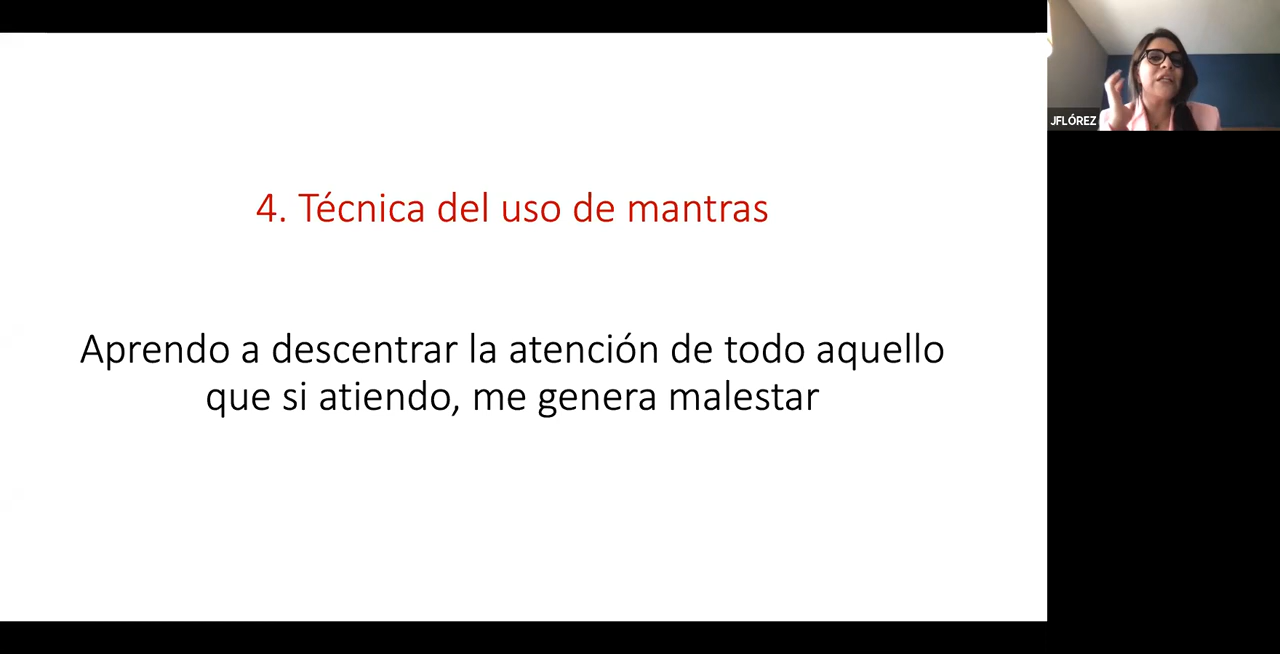 4. Técnica del uso de mantras
Aprendo a descentrar la atención de todo aquello
que si atiendo, me genera malestar
JFLÓREZ